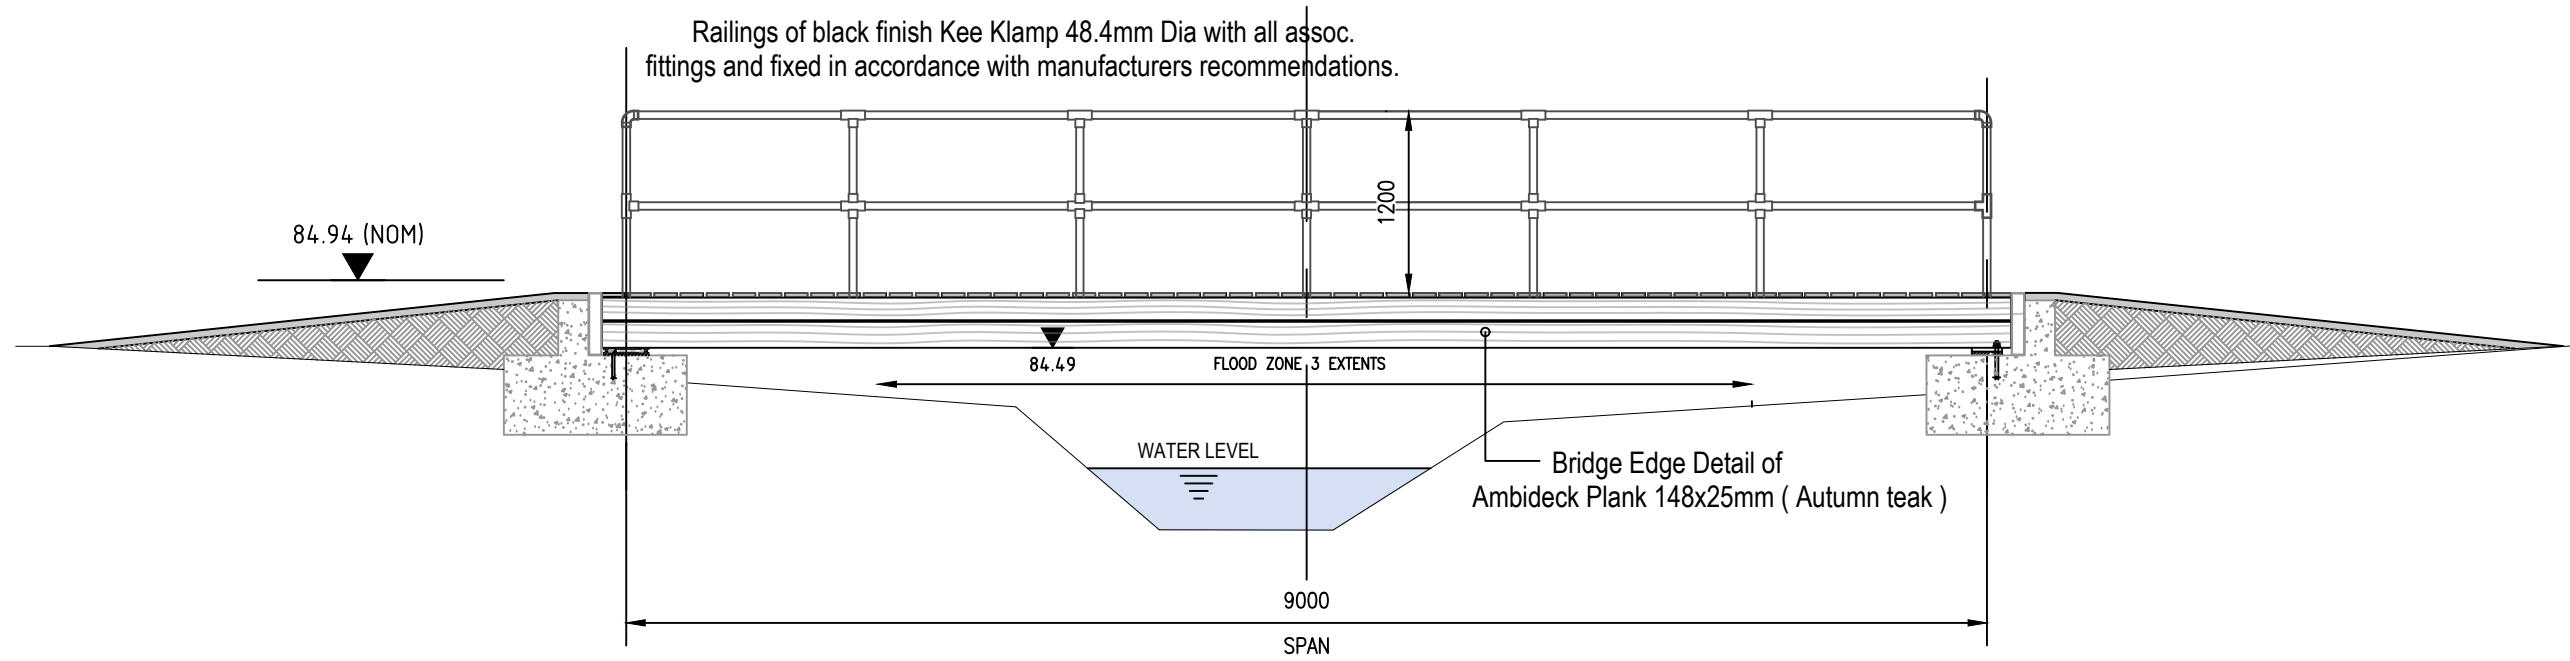 Railings of black finish Kee Klamp 48.4mm Dia with all assoc.
fittings and fixed in accordance with manufacturers recommendations.
1200
84.94 (NOM)
84.49
FLOOD ZONE 3 EXTENTS
WATER LEVEL
Bridge Edge Detail of
Ambideck Plank 148x25mm ( Autumn teak )
9000
SPAN